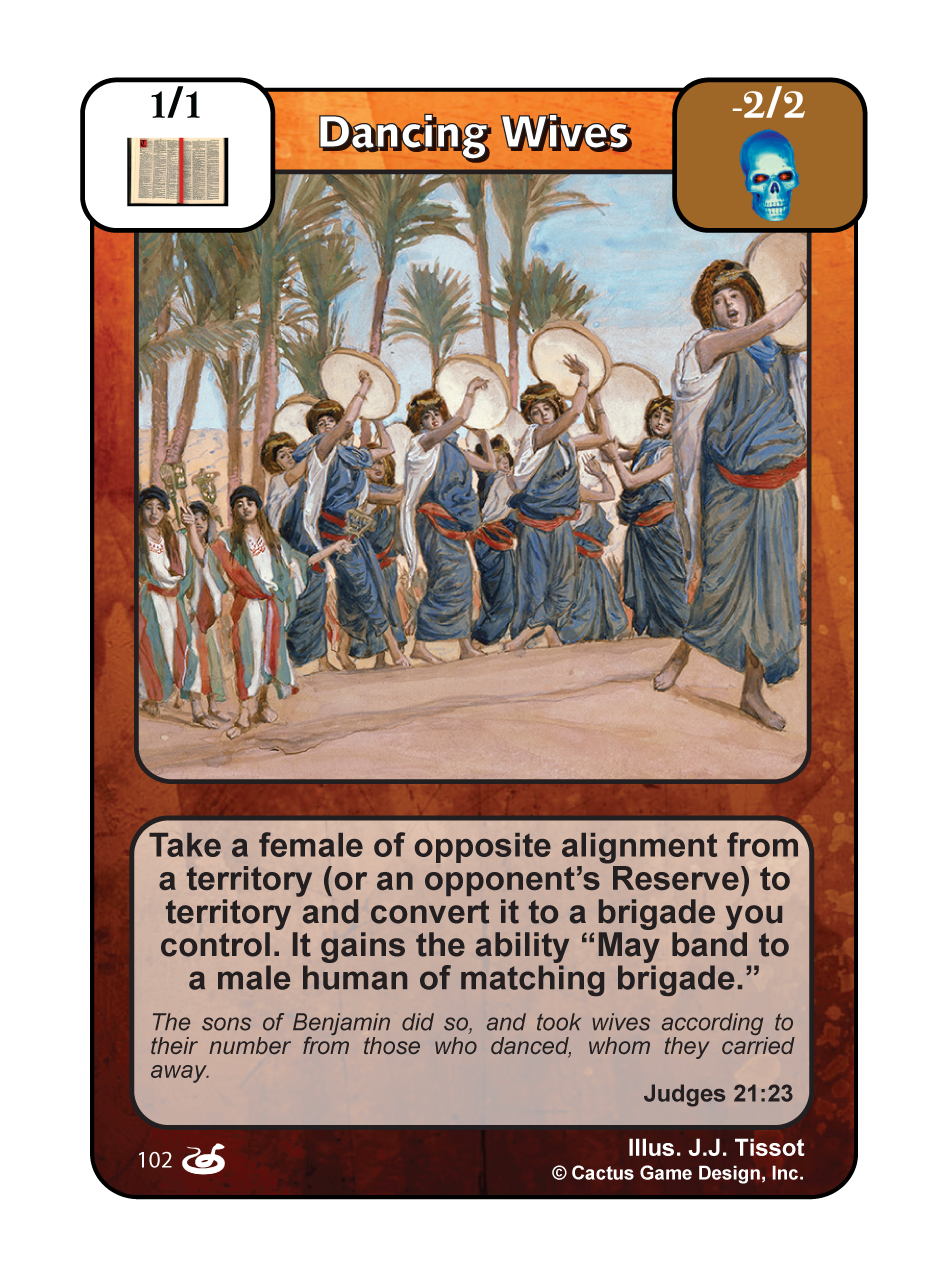 1/1
-2/2
Dancing Wives
Take a female of opposite alignment from
a territory (or an opponent’s Reserve) to
territory and convert it to a brigade you
control. It gains the ability “May band to
a male human of matching brigade.”
The sons of Benjamin did so, and took wives according to
their number from those who danced, whom they carried
away.
Judges 21:23
102
Illus. J.J. Tissot
© Cactus Game Design, Inc.